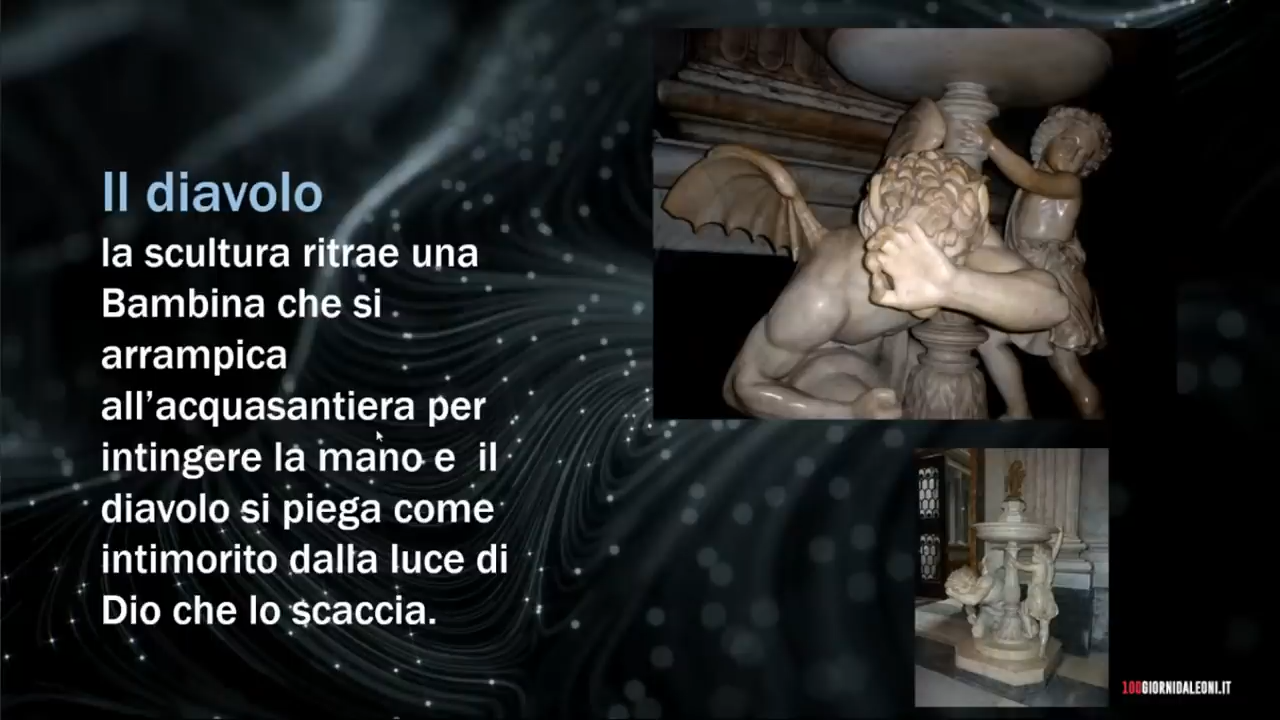 Il diavolo
la scultura ritrae una
Bambina che si
arrampica
all’acquasantiera per
intingere la mano e  il
diavolo si piega come
intimorito dalla luce di
Dio che lo scaccia.
100GIORNIDALEONI.IT